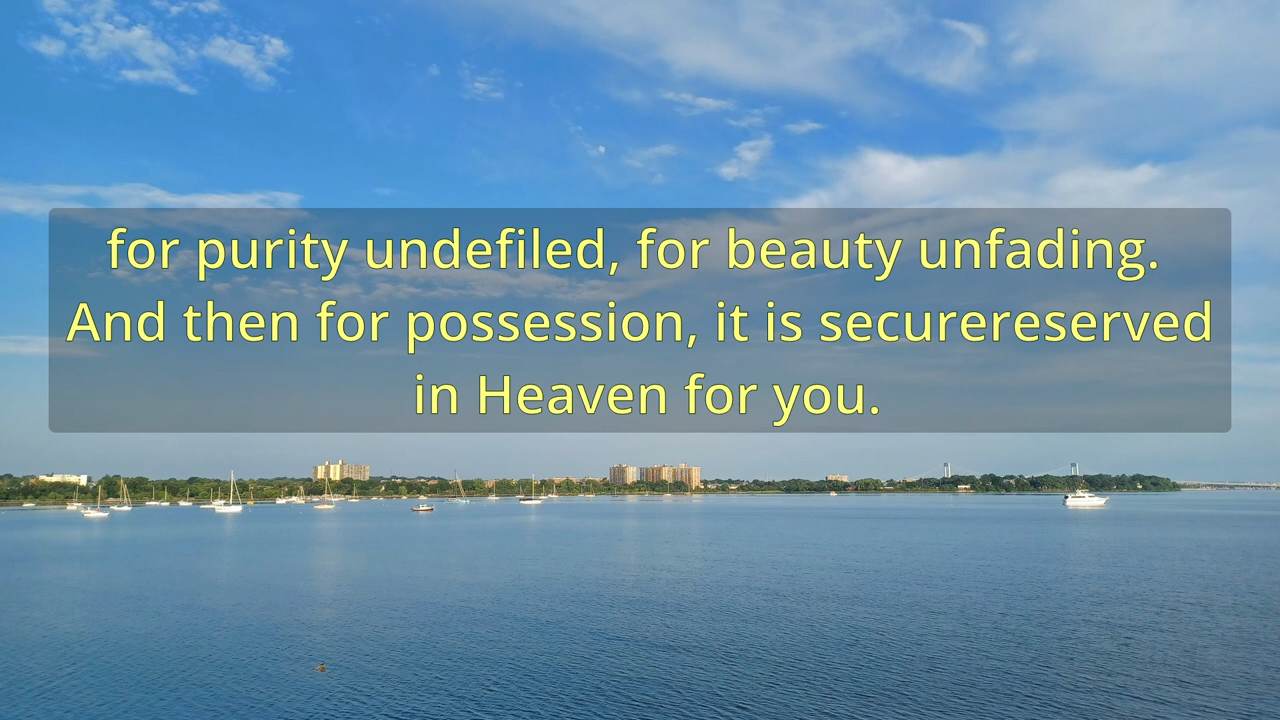 for purity undefiled, for beauty unfading.
And then for possession, it is securereserved
in Heaven for you.